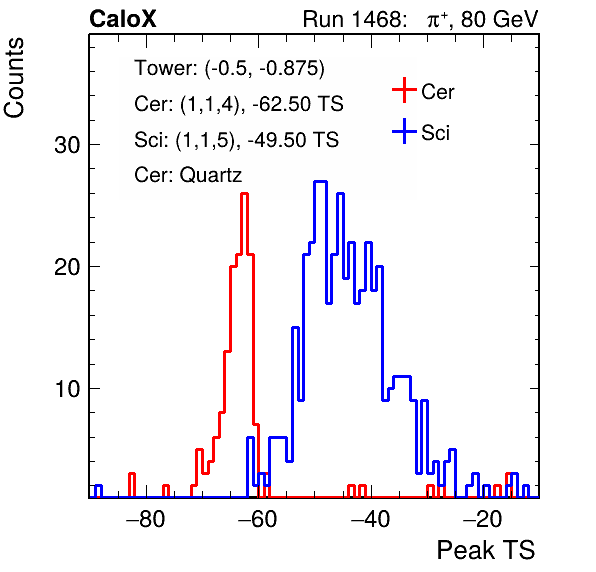 CaloX Run 1468: π⁺, 80 GeV
Counts
Tower: (-0.5, -0.875)
Cer: (1,1,4), -62.50 TS
Sci: (1,1,5), -49.50 TS
Cer: Quartz
Cer
Sci
30
20
10
−80 −60 −40 −20
Peak TS